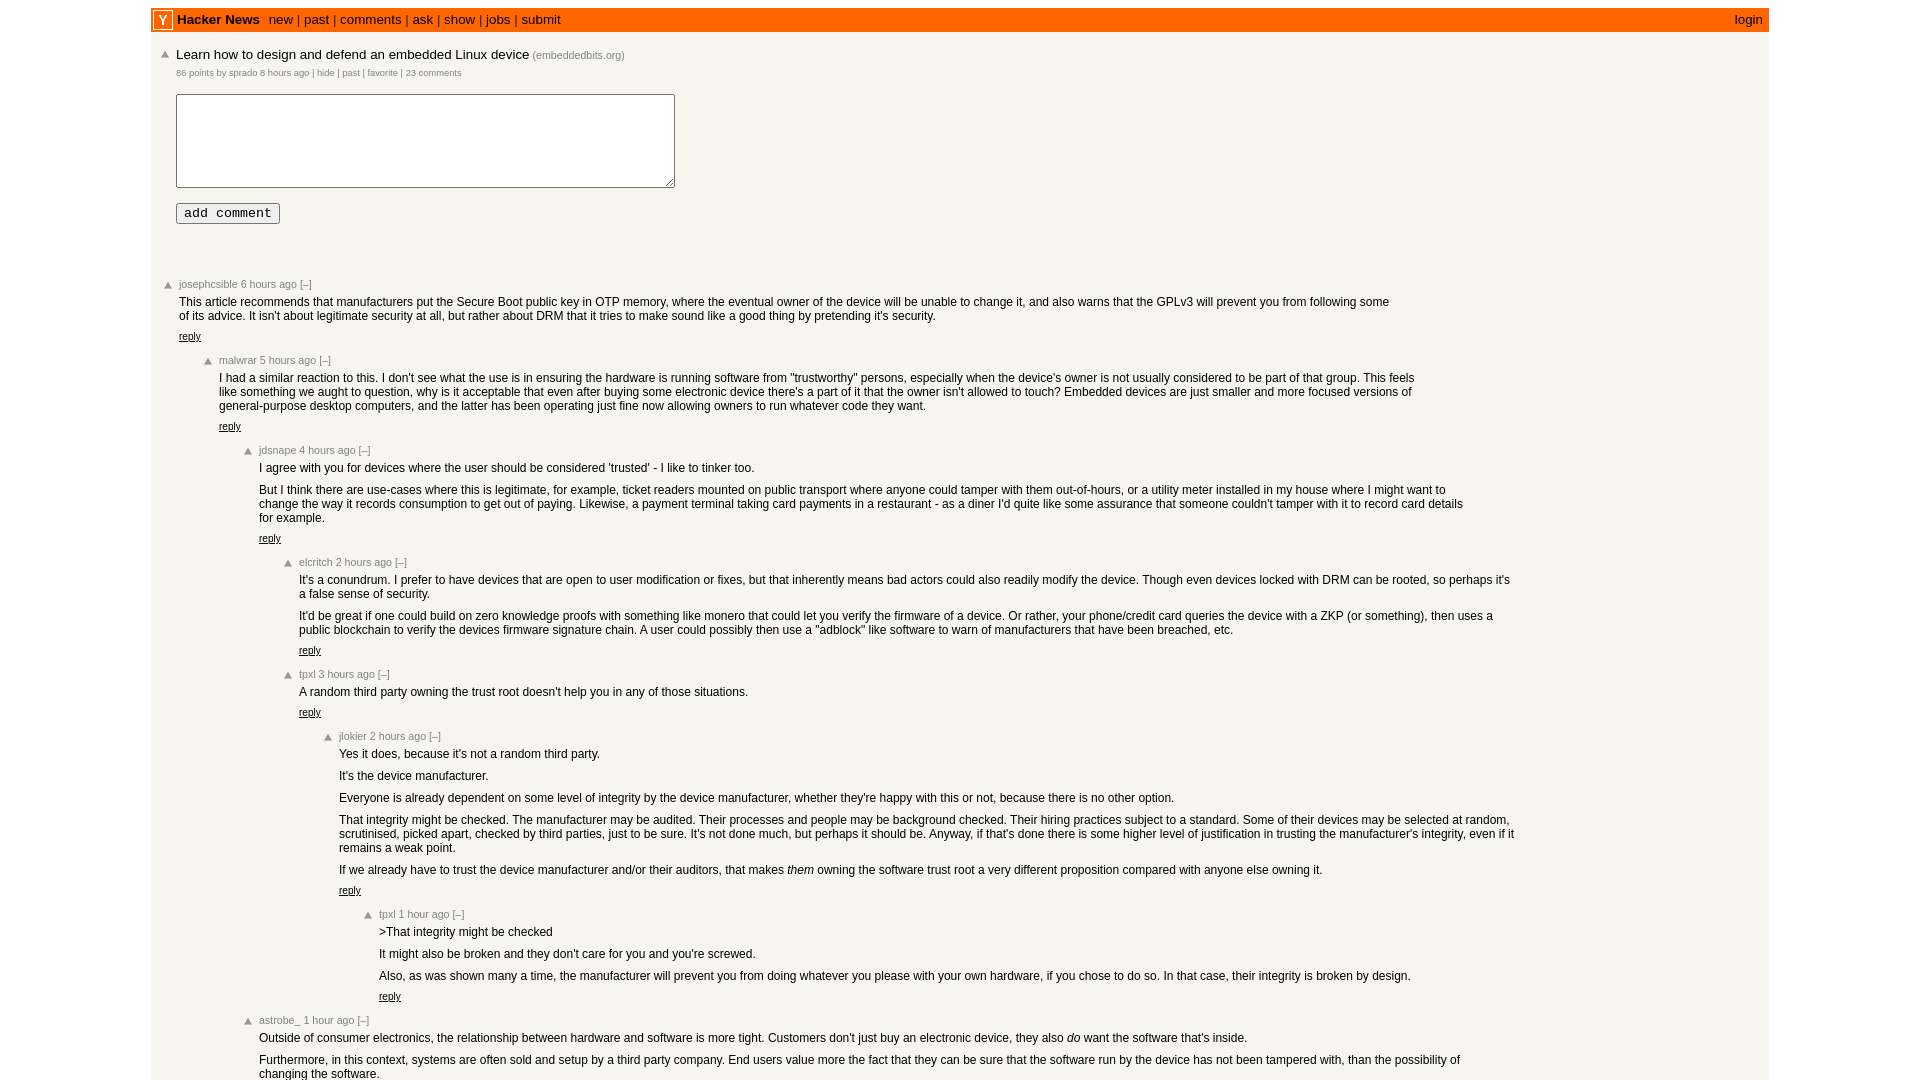 Y Hacker News new | past | comments | ask | show | jobs | submit login
Learn how to design and defend an embedded Linux device (embeddedbits.org)
86 points by sprado 8 hours ago | hide | past | favorite | 23 comments
add comment
josephcsible 6 hours ago [–]
This article recommends that manufacturers put the Secure Boot public key in OTP memory, where the eventual owner of the device will be unable to change it, and also warns that the GPLv3 will prevent you from following some
of its advice. It isn't about legitimate security at all, but rather about DRM that it tries to make sound like a good thing by pretending it's security.
reply
malwrar 5 hours ago [–]
I had a similar reaction to this. I don't see what the use is in ensuring the hardware is running software from "trustworthy" persons, especially when the device's owner is not usually considered to be part of that group. This feels
like something we aught to question, why is it acceptable that even after buying some electronic device there's a part of it that the owner isn't allowed to touch? Embedded devices are just smaller and more focused versions of
general-purpose desktop computers, and the latter has been operating just fine now allowing owners to run whatever code they want.
reply
jdsnape 4 hours ago [–]
I agree with you for devices where the user should be considered 'trusted' - I like to tinker too.
But I think there are use-cases where this is legitimate, for example, ticket readers mounted on public transport where anyone could tamper with them out-of-hours, or a utility meter installed in my house where I might want to
change the way it records consumption to get out of paying. Likewise, a payment terminal taking card payments in a restaurant - as a diner I'd quite like some assurance that someone couldn't tamper with it to record card details
for example.
reply
elcritch 2 hours ago [–]
It's a conundrum. I prefer to have devices that are open to user modification or fixes, but that inherently means bad actors could also readily modify the device. Though even devices locked with DRM can be rooted, so perhaps it's
a false sense of security.
It'd be great if one could build on zero knowledge proofs with something like monero that could let you verify the firmware of a device. Or rather, your phone/credit card queries the device with a ZKP (or something), then uses a
public blockchain to verify the devices firmware signature chain. A user could possibly then use a "adblock" like software to warn of manufacturers that have been breached, etc.
reply
tpxl 3 hours ago [–]
A random third party owning the trust root doesn't help you in any of those situations.
reply
jlokier 2 hours ago [–]
Yes it does, because it's not a random third party.
It's the device manufacturer.
Everyone is already dependent on some level of integrity by the device manufacturer, whether they're happy with this or not, because there is no other option.
That integrity might be checked. The manufacturer may be audited. Their processes and people may be background checked. Their hiring practices subject to a standard. Some of their devices may be selected at random,
scrutinised, picked apart, checked by third parties, just to be sure. It's not done much, but perhaps it should be. Anyway, if that's done there is some higher level of justification in trusting the manufacturer's integrity, even if it
remains a weak point.
If we already have to trust the device manufacturer and/or their auditors, that makes them owning the software trust root a very different proposition compared with anyone else owning it.
reply
tpxl 1 hour ago [–]
>That integrity might be checked
It might also be broken and they don't care for you and you're screwed.
Also, as was shown many a time, the manufacturer will prevent you from doing whatever you please with your own hardware, if you chose to do so. In that case, their integrity is broken by design.
reply
astrobe_ 1 hour ago [–]
Outside of consumer electronics, the relationship between hardware and software is more tight. Customers don't just buy an electronic device, they also do want the software that's inside.
Furthermore, in this context, systems are often sold and setup by a third party company. End users value more the fact that they can be sure that the software run by the device has not been tampered with, than the possibility of
changing the software.